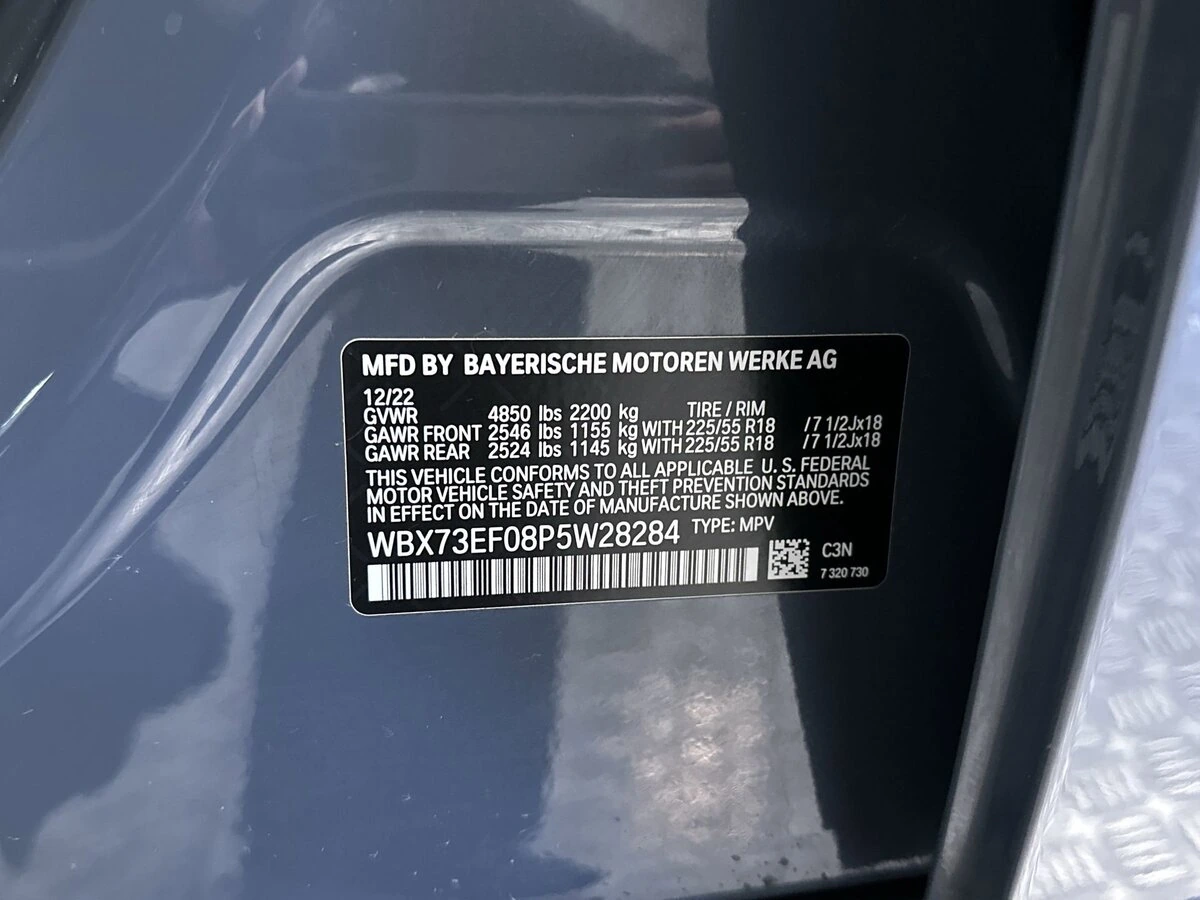 MFD BY BAYERISCHE MOTOREN WERKE AG
12/22
GVWR 4850 lbs 2200 kg TIRE / RIM
GAWR FRONT 2546 lbs 1155 kg WITH 225/55 R18 /7 1/2Jx18
GAWR REAR 2524 lbs 1145 kg WITH 225/55 R18 /7 1/2Jx18
THIS VEHICLE CONFORMS TO ALL APPLICABLE U. S. FEDERAL
MOTOR VEHICLE SAFETY AND THEFT PREVENTION STANDARDS
IN EFFECT ON THE DATE OF MANUFACTURE SHOWN ABOVE.
WBX73EF08P5W28284 TYPE: MPV
C3N
7 320 730